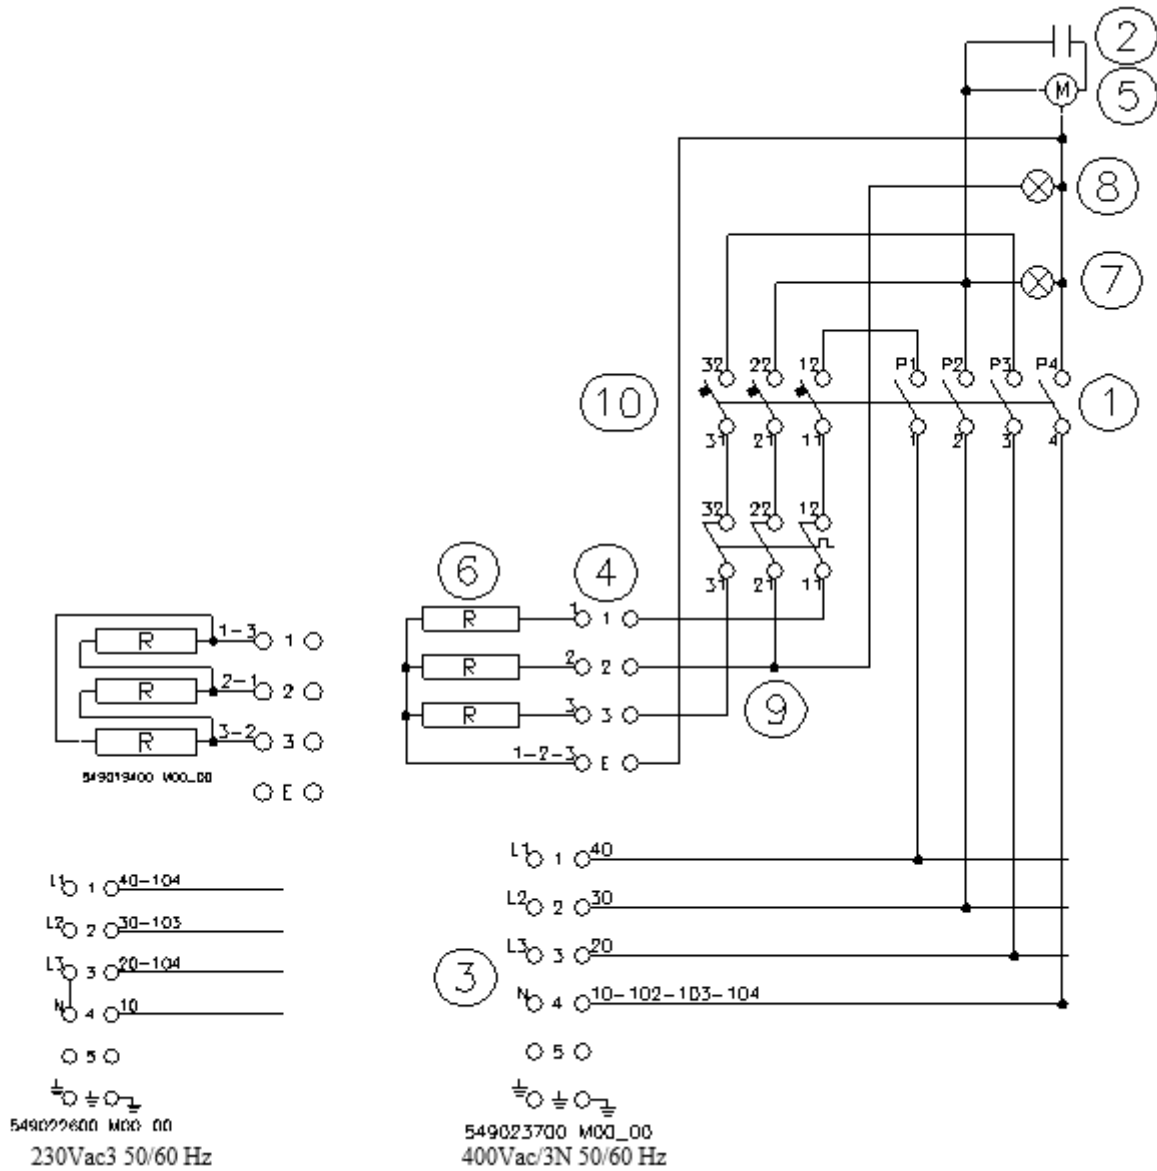 2
M
5
8
7
32 22 12 P1 P2 P3 P4
10
1
31 21 11 1 2 3 4
32 22 12
6
4
31 21 11
R 1 1
R 2 2
R 3 3
1-2-3 E
9
R 1-3 1
R 2-1 2
R 3-2 3
549019400 M00_00
E
L1 1 40
L2 2 30
L3 3 20
N 4 10-102-103-104
5
3
L1 1 40-104
L2 2 30-103
L3 3 20-104
N 4 10
5
549022600 M00_00
230Vac3 50/60 Hz
549023700 M00_00
400Vac/3N 50/60 Hz